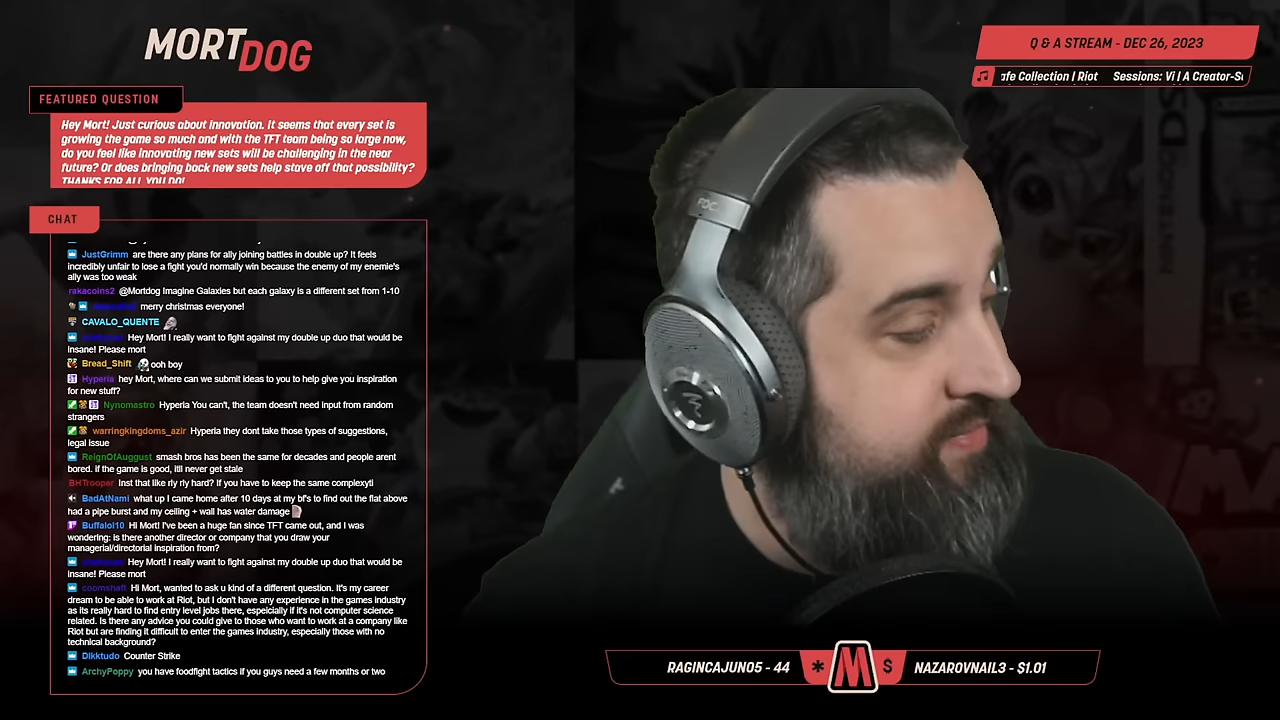 MORTDOG
Q & A STREAM - DEC 26, 2023
afe Collection | Riot Sessions: Vi | A Creator-S
FEATURED QUESTION
Hey Mort! Just curious about innovation. It seems that every set is
growing the game so much and with the TFT team being so large now,
do you feel like innovating new sets will be challenging in the near
future? Or does bringing back new sets help stave off that possibility?
THANKS FOR ALL YOU DO!
CHAT
JustGrimm are there any plans for ally joining battles in double up? It feels
incredibly unfair to lose a fight you'd normally win because the enemy of my enemie's
ally was too weak
rakacoins2 @Mortdog Imagine Galaxies but each galaxy is a different set from 1-10
merry christmas everyone!
CAVALO_QUENTE
Hey Mort! I really want to fight against my double up duo that would be
insane! Please mort
Bread_Shift ooh boy
Hyperia hey Mort, where can we submit ideas to you to help give you inspiration
for new stuff?
Nynomastro Hyperia You can't, the team doesn't need input from random
strangers
warringkingdoms_azir Hyperia they dont take those types of suggestions,
legal issue
ReignOfAuggust smash bros has been the same for decades and people arent
bored. if the game is good, itll never get stale
BHTrooper Inst that like rly rly hard? If you have to keep the same complexyti
BadAtNami what up I came home after 10 days at my bf's to find out the flat above
had a pipe burst and my ceiling + wall has water damage
Buffalol10 Hi Mort! I've been a huge fan since TFT came out, and I was
wondering: is there another director or company that you draw your
managerial/directorial inspiration from?
Hey Mort! I really want to fight against my double up duo that would be
insane! Please mort
coomshaft Hi Mort, wanted to ask u kind of a different question. It's my career
dream to be able to work at Riot, but I don't have any experience in the games industry
as its really hard to find entry level jobs there, espeicially if it's not computer science
related. Is there any advice you could give to those who want to work at a company like
Riot but are finding it difficult to enter the games industry, especially those with no
technical background?
Dikktudo Counter Strike
ArchyPoppy you have foodfight tactics if you guys need a few months or two
RAGINCAJUN05 - 44
* M $
NAZAROVNAIL3 - $1.01